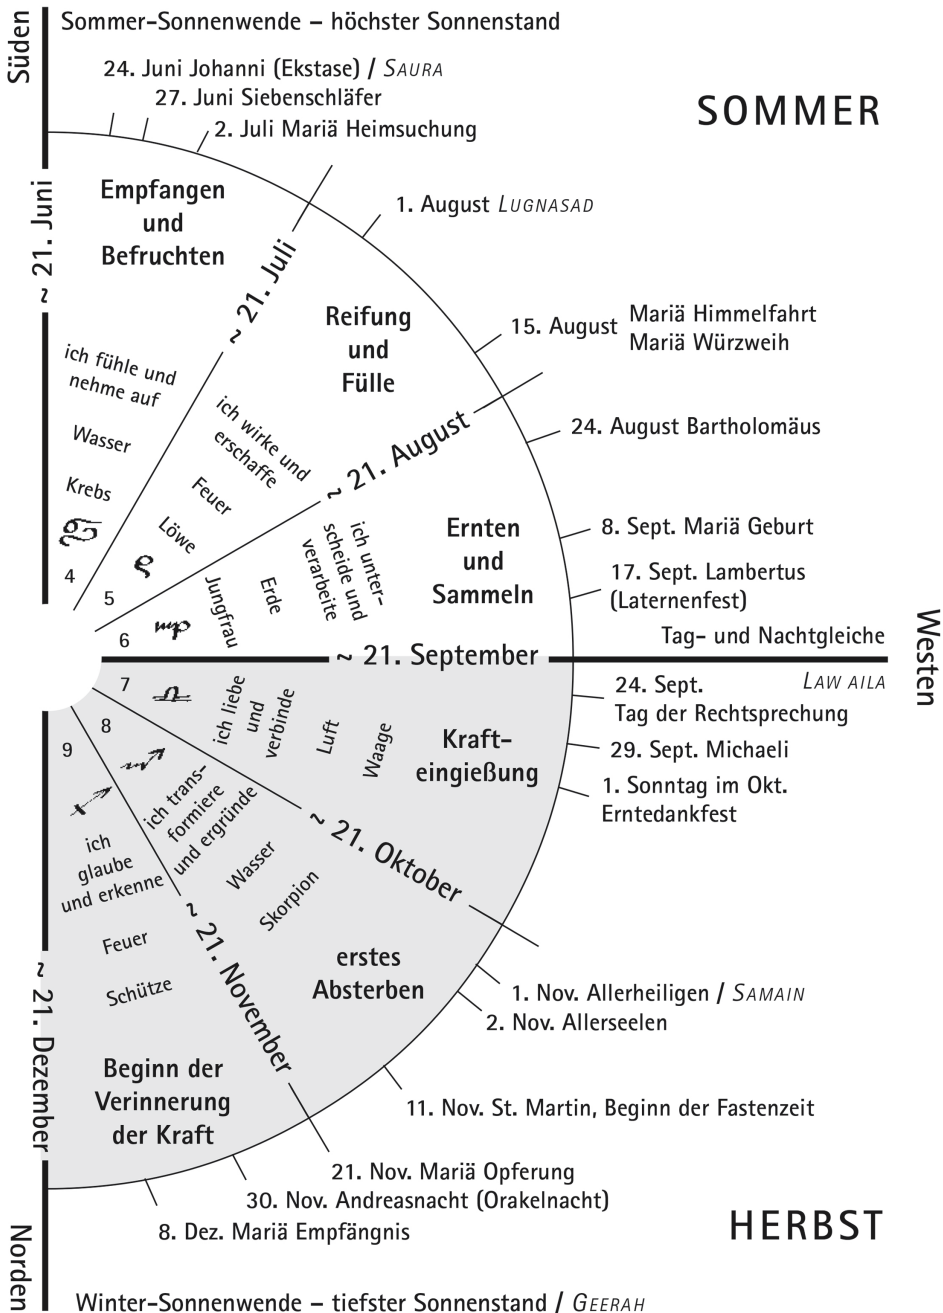 Süden
Sommer-Sonnenwende – höchster Sonnenstand
24. Juni Johanni (Ekstase) / SAURA
27. Juni Siebenschläfer
2. Juli Mariä Heimsuchung
SOMMER
1. August LUGNASAD
15. August
Mariä Himmelfahrt
Mariä Würzweih
24. August Bartholomäus
8. Sept. Mariä Geburt
17. Sept. Lambertus
(Laternenfest)
Tag- und Nachtgleiche
Westen
LAW AILA
24. Sept.
Tag der Rechtsprechung
29. Sept. Michaeli
1. Sonntag im Okt.
Erntedankfest
1. Nov. Allerheiligen / SAMAIN
2. Nov. Allerseelen
11. Nov. St. Martin, Beginn der Fastenzeit
21. Nov. Mariä Opferung
30. Nov. Andreasnacht (Orakelnacht)
8. Dez. Mariä Empfängnis
HERBST
Norden
Winter-Sonnenwende – tiefster Sonnenstand / GEERAH
~ 21. Juni
Empfangen
und
Befruchten
ich fühle und
nehme auf
Wasser
Krebs
4
~ 21. Juli
Reifung
und
Fülle
ich wirke und
erschaffe
Feuer
Löwe
5
~ 21. August
Ernten
und
Sammeln
ich unter-
scheide und
verarbeite
Erde
Jungfrau
6
~ 21. September
7
ich liebe
und
verbinde
Luft
Waage
Kraft-
eingießung
~ 21. Oktober
8
ich trans-
formiere
und ergründe
Wasser
Skorpion
erstes
Absterben
~ 21. November
9
ich
glaube
und erkenne
Feuer
Schütze
Beginn der
Verinnerung
der Kraft
~ 21. Dezember